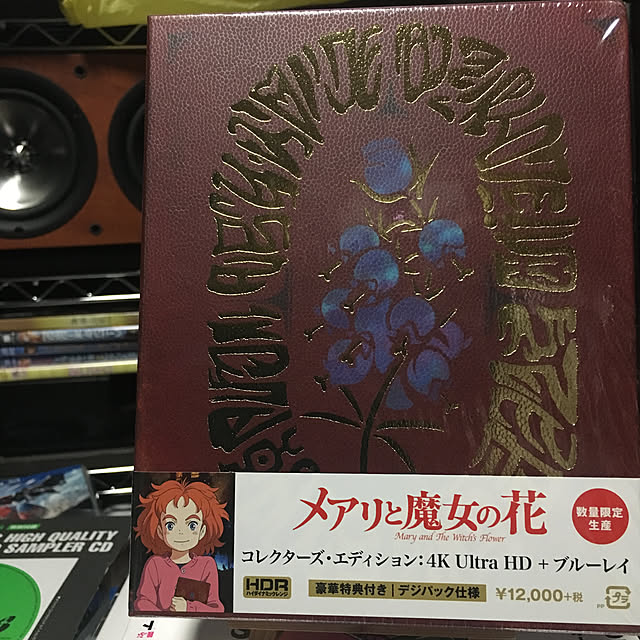 メアリと魔女の花
Mary and The Witch's Flower
数量限定
生産
コレクターズ・エディション:4K Ultra HD + ブルーレイ
HDR
ハイダイナミックレンジ
豪華特典付き | デジパック仕様
¥12,000+税
プラ
HIGH QUALITY
SAMPLER CD